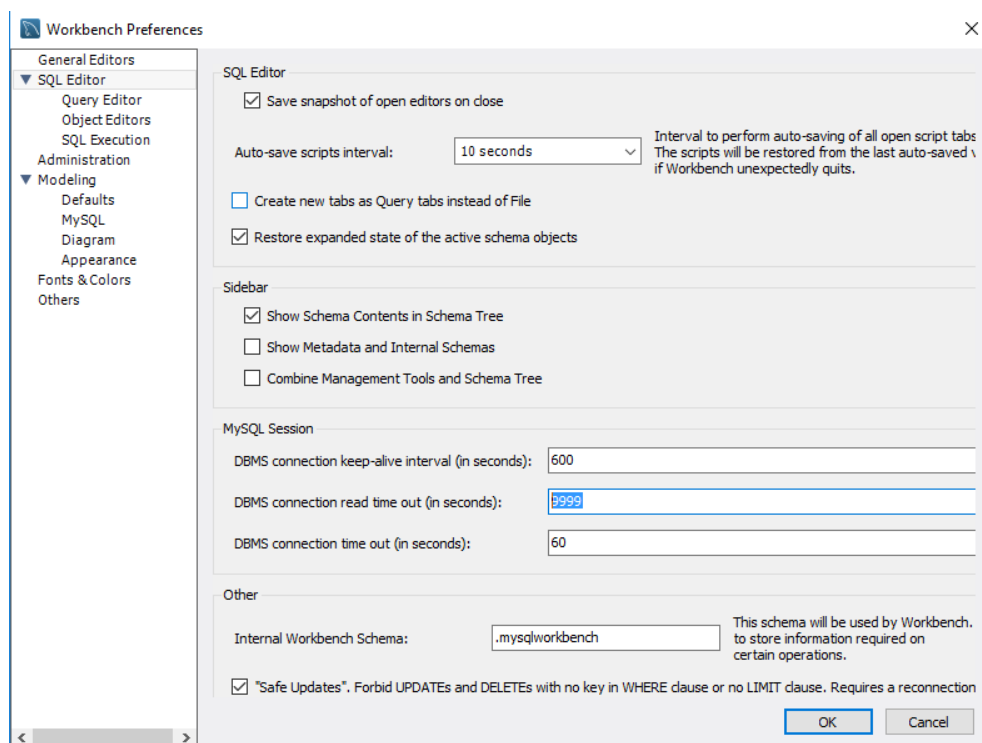 Workbench Preferences
General Editors
SQL Editor
Query Editor
Object Editors
SQL Execution
Administration
Modeling
Defaults
MySQL
Diagram
Appearance
Fonts & Colors
Others
SQL Editor
Save snapshot of open editors on close
Auto-save scripts interval:
10 seconds
Interval to perform auto-saving of all open script tabs
The scripts will be restored from the last auto-saved
if Workbench unexpectedly quits.
Create new tabs as Query tabs instead of File
Restore expanded state of the active schema objects
Sidebar
Show Schema Contents in Schema Tree
Show Metadata and Internal Schemas
Combine Management Tools and Schema Tree
MySQL Session
DBMS connection keep-alive interval (in seconds):
600
DBMS connection read time out (in seconds):
9999
DBMS connection time out (in seconds):
60
Other
Internal Workbench Schema:
.mysqlworkbench
This schema will be used by Workbench.
to store information required on
certain operations.
"Safe Updates". Forbid UPDATEs and DELETEs with no key in WHERE clause or no LIMIT clause. Requires a reconnection
OK
Cancel